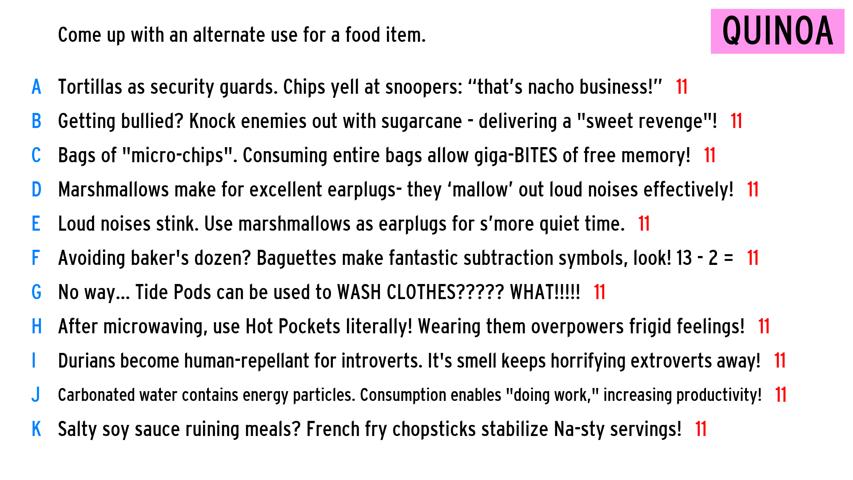 QUINOA
Come up with an alternate use for a food item.
A Tortillas as security guards. Chips yell at snoopers: “that’s nacho business!” 11
B Getting bullied? Knock enemies out with sugarcane - delivering a "sweet revenge"! 11
C Bags of "micro-chips". Consuming entire bags allow giga-BITES of free memory! 11
D Marshmallows make for excellent earplugs- they ‘mallow’ out loud noises effectively! 11
E Loud noises stink. Use marshmallows as earplugs for s’more quiet time. 11
F Avoiding baker's dozen? Baguettes make fantastic subtraction symbols, look! 13 - 2 = 11
G No way... Tide Pods can be used to WASH CLOTHES????? WHAT!!!!! 11
H After microwaving, use Hot Pockets literally! Wearing them overpowers frigid feelings! 11
I Durians become human-repellant for introverts. It's smell keeps horrifying extroverts away! 11
J Carbonated water contains energy particles. Consumption enables "doing work," increasing productivity! 11
K Salty soy sauce ruining meals? French fry chopsticks stabilize Na-sty servings! 11